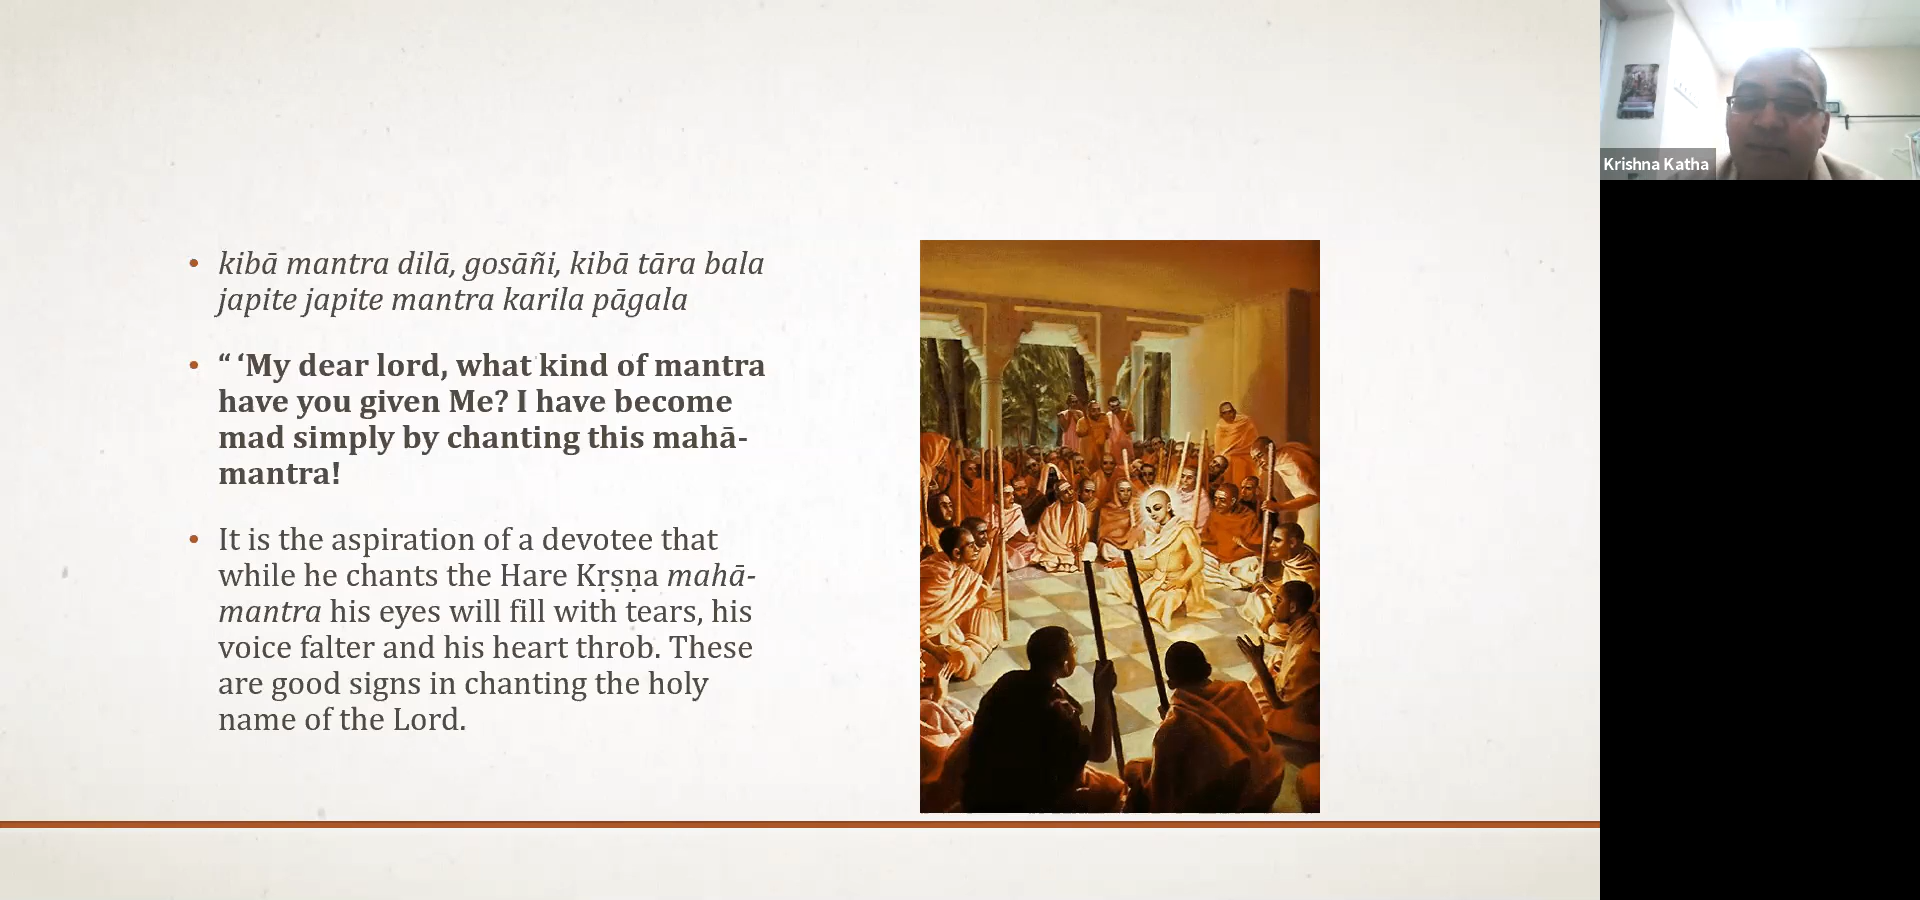 • kibā mantra dilā, gosāñi, kibā tāra bala
japite japite mantra karila pāgala
• “ ‘My dear lord, what kind of mantra
have you given Me? I have become
mad simply by chanting this mahā-
mantra!
• It is the aspiration of a devotee that
while he chants the Hare Kṛṣṇa mahā-
mantra his eyes will fill with tears, his
voice falter and his heart throb. These
are good signs in chanting the holy
name of the Lord.
Krishna Katha